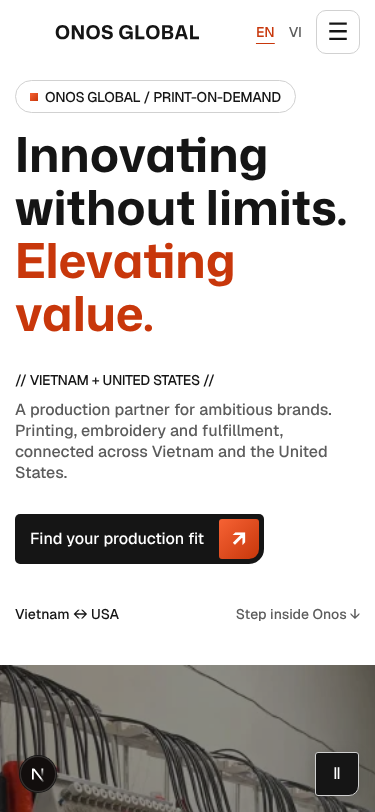 ONOS GLOBAL
EN VI
ONOS GLOBAL / PRINT-ON-DEMAND
Innovating
without limits.
Elevating
value.
// VIETNAM + UNITED STATES //
A production partner for ambitious brands.
Printing, embroidery and fulfillment,
connected across Vietnam and the United
States.
Find your production fit
Vietnam ↔ USA
Step inside Onos ↓
N